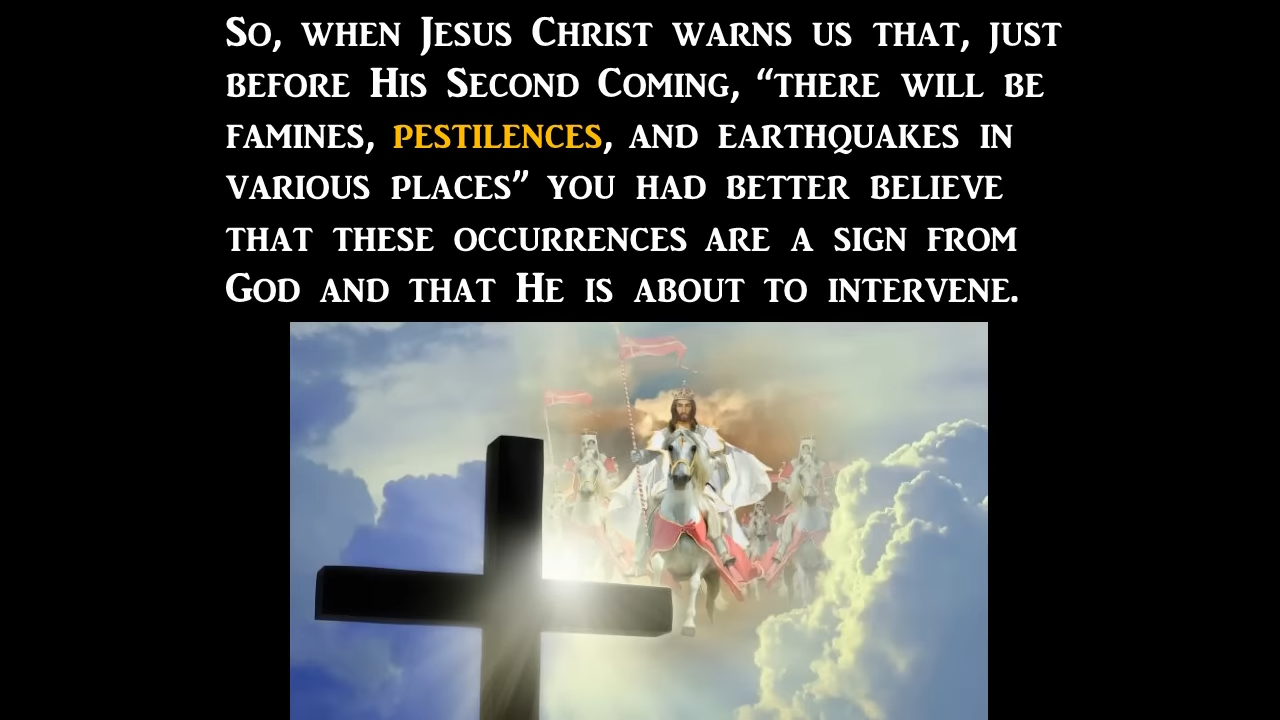 So, when Jesus Christ warns us that, just
before His Second Coming, “there will be
famines, pestilences, and earthquakes in
various places” you had better believe
that these occurrences are a sign from
God and that He is about to intervene.